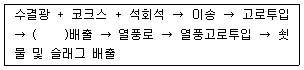 수결광 + 코크스 + 석회석 → 이송 → 고로투입
→ (    )배출 → 열풍로 → 열풍고로투입 → 쇳
물 및 슬래그 배출